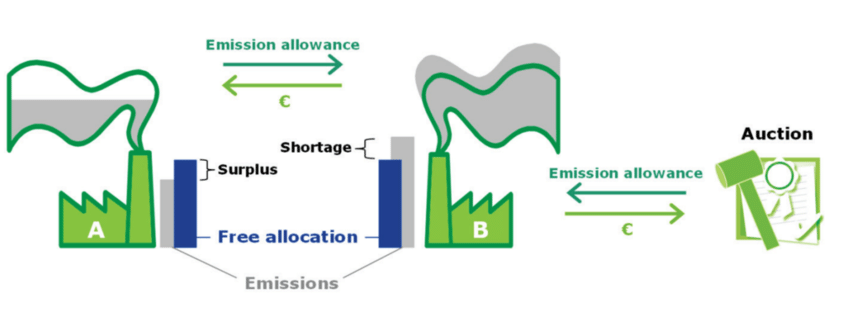 Emission allowance
€
Shortage
Surplus
Auction
Emission allowance
€
A
B
Free allocation
Emissions